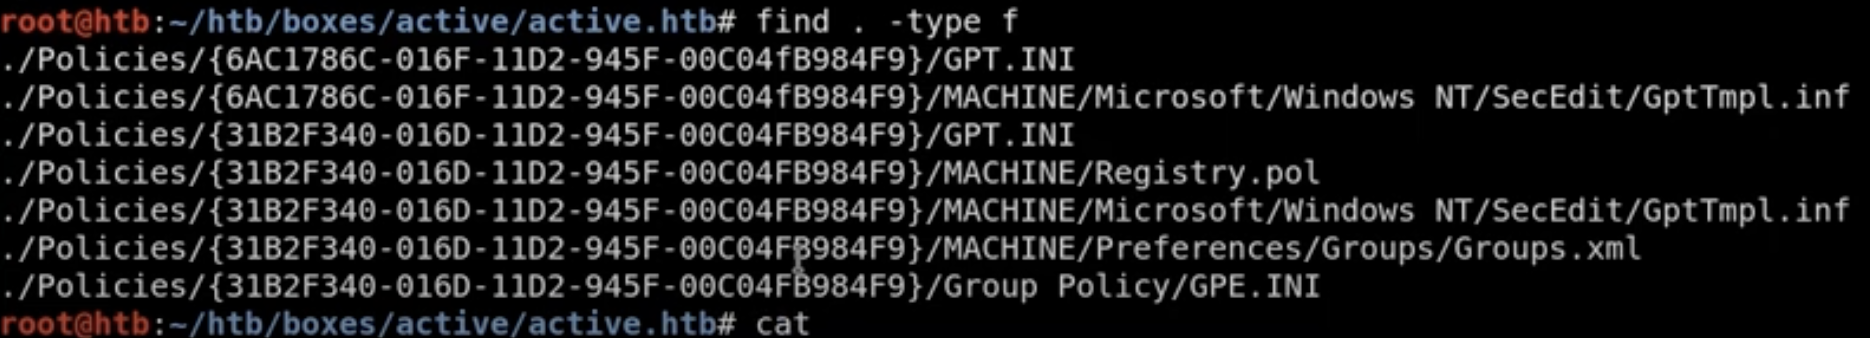 root@htb:~/htb/boxes/active/active.htb# find . -type f
./Policies/{6AC1786C-016F-11D2-945F-00C04fB984F9}/GPT.INI
./Policies/{6AC1786C-016F-11D2-945F-00C04fB984F9}/MACHINE/Microsoft/Windows NT/SecEdit/GptTmpl.inf
./Policies/{31B2F340-016D-11D2-945F-00C04FB984F9}/GPT.INI
./Policies/{31B2F340-016D-11D2-945F-00C04FB984F9}/MACHINE/Registry.pol
./Policies/{31B2F340-016D-11D2-945F-00C04FB984F9}/MACHINE/Microsoft/Windows NT/SecEdit/GptTmpl.inf
./Policies/{31B2F340-016D-11D2-945F-00C04FB984F9}/MACHINE/Preferences/Groups/Groups.xml
./Policies/{31B2F340-016D-11D2-945F-00C04FB984F9}/Group Policy/GPE.INI
root@htb:~/htb/boxes/active/active.htb# cat